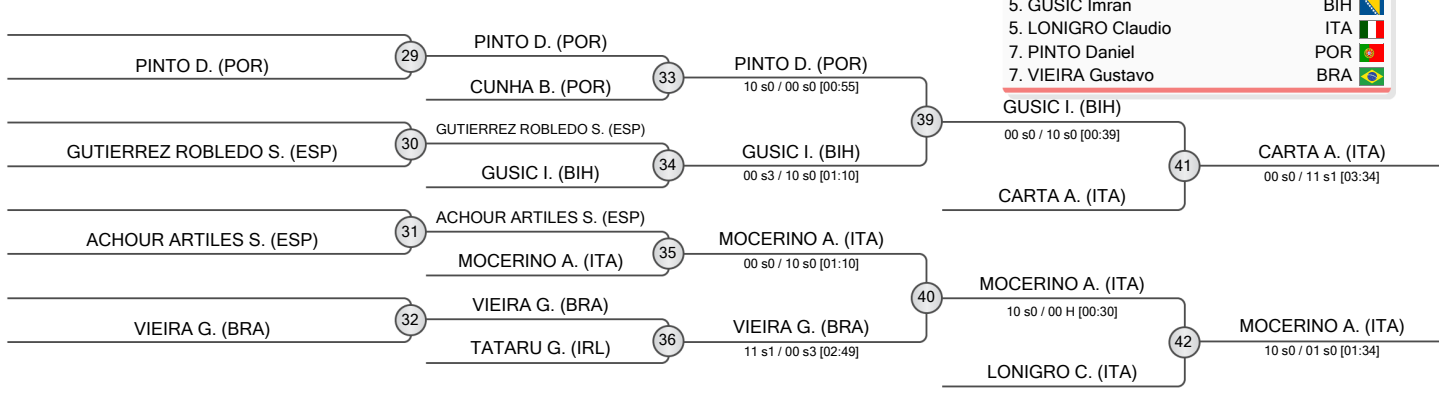 5. GUSIC Imran BIH
5. LONIGRO Claudio ITA
7. PINTO Daniel POR
7. VIEIRA Gustavo BRA
PINTO D. (POR)
29
PINTO D. (POR)
CUNHA B. (POR)
33
PINTO D. (POR)
10 s0 / 00 s0 [00:55]
GUTIERREZ ROBLEDO S. (ESP)
30
GUTIERREZ ROBLEDO S. (ESP)
GUSIC I. (BIH)
34
GUSIC I. (BIH)
00 s3 / 10 s0 [01:10]
39
GUSIC I. (BIH)
00 s0 / 10 s0 [00:39]
CARTA A. (ITA)
41
CARTA A. (ITA)
00 s0 / 11 s1 [03:34]
ACHOUR ARTILES S. (ESP)
31
ACHOUR ARTILES S. (ESP)
MOCERINO A. (ITA)
35
MOCERINO A. (ITA)
00 s0 / 10 s0 [01:10]
VIEIRA G. (BRA)
32
VIEIRA G. (BRA)
TATARU G. (IRL)
36
VIEIRA G. (BRA)
11 s1 / 00 s3 [02:49]
40
MOCERINO A. (ITA)
10 s0 / 00 H [00:30]
LONIGRO C. (ITA)
42
MOCERINO A. (ITA)
10 s0 / 01 s0 [01:34]